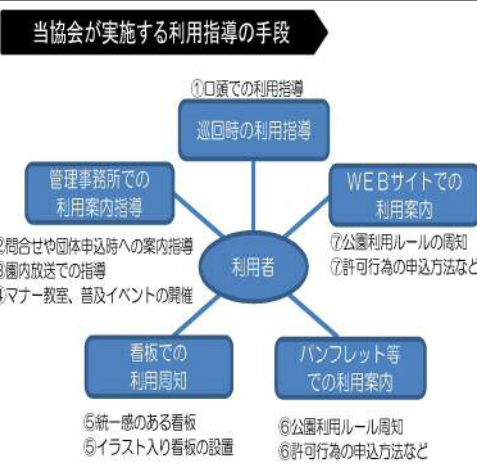 当協会が実施する利用指導の手段
①口頭での利用指導
巡回時の利用指導
管理事務所での
利用案内指導
②問合せや団体申込時への案内指導
③園内放送での指導
④マナー教室、普及イベントの開催
WEBサイトでの
利用案内
⑦公園利用ルールの周知
⑦許可行為の申込方法など
利用者
看板での
利用周知
⑤統一感のある看板
⑤イラスト入り看板の設置
パンフレット等
での利用案内
⑥公園利用ルール周知
⑥許可行為の申込方法など